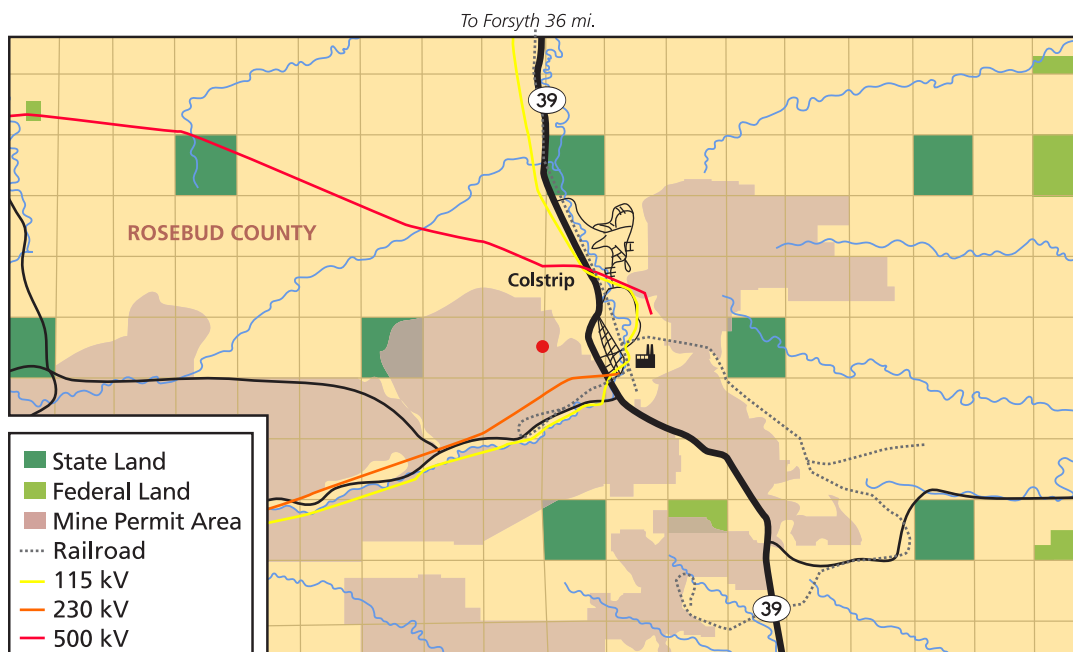 To Forsyth 36 mi.
39
ROSEBUD COUNTY
Colstrip
State Land
Federal Land
Mine Permit Area
Railroad
115 kV
230 kV
500 kV
39